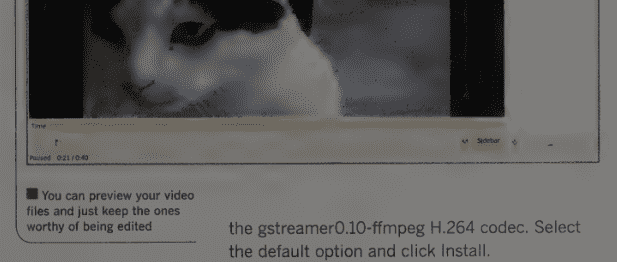 Time
Sidebar
Paused 0:21 / 0:40
You can preview your video
files and just keep the ones
worthy of being edited
the gstreamer0.10-ffmpeg H.264 codec. Select
the default option and click Install.